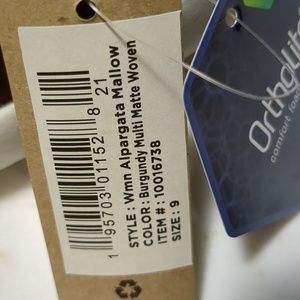 1 95703 01152 8 21
STYLE : Wmn Alpargata Mallow
COLOR : Burgundy Multi Matte Woven
ITEM # : 10016738
SIZE : 9
OrthoLite
comfort